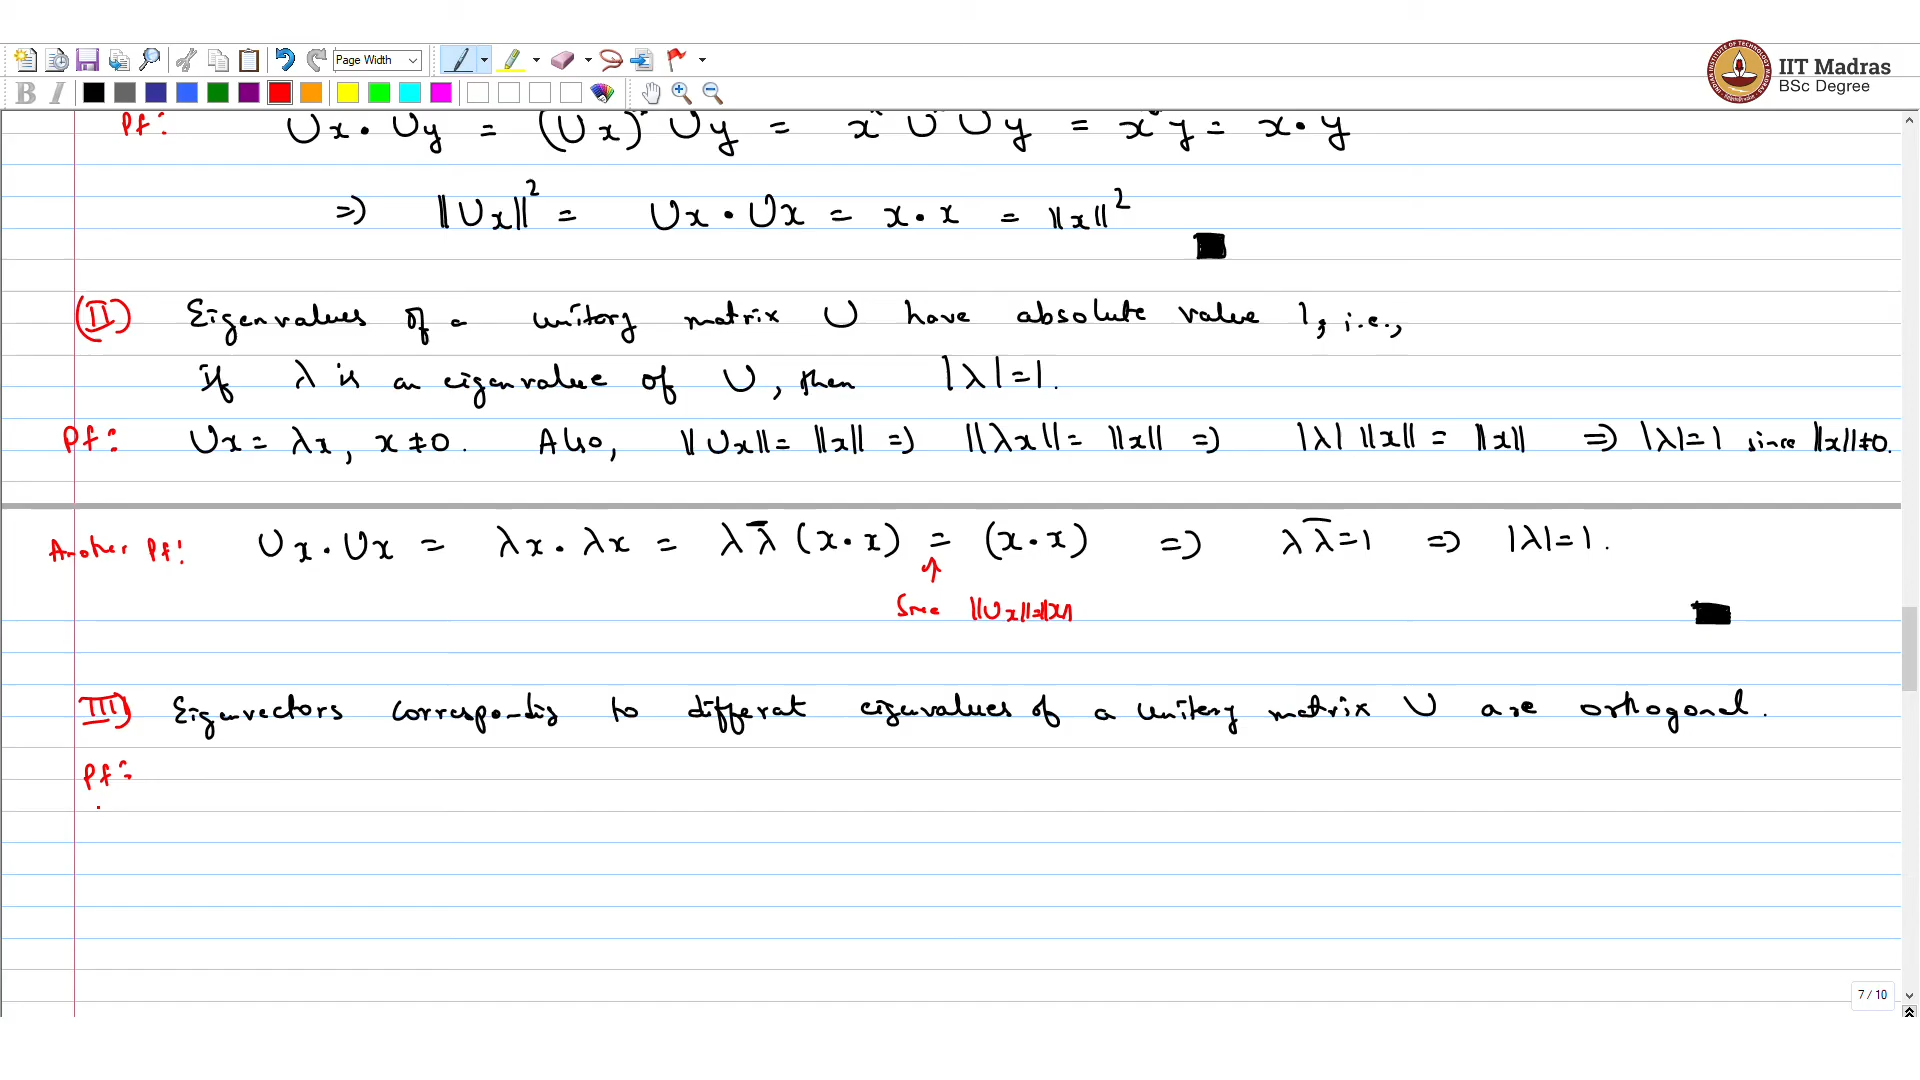 Page Width
IIT Madras
BSc Degree
B I
Pf: Ux · Uy = (Ux)* Uy = x* U* U y = x* y = x · y
=> ||Ux||² = Ux · Ux = x · x = ||x||²
(II) Eigenvalues of a unitary matrix U have absolute value 1, i.e.,
If λ is an eigenvalue of U, then |λ|=1.
Pf: Ux = λx, x≠0. Also, ||Ux|| = ||x|| => ||λx|| = ||x|| => |λ| ||x|| = ||x|| => |λ|=1 since ||x||≠0.
Another Pf: Ux · Ux = λx · λx = λ λ̅ (x · x) = (x · x) => λ λ̅ = 1 => |λ| = 1.
Since ||Ux||=||x||
III) Eigenvectors corresponding to different eigenvalues of a unitary matrix U are orthogonal.
Pf:
7 / 10